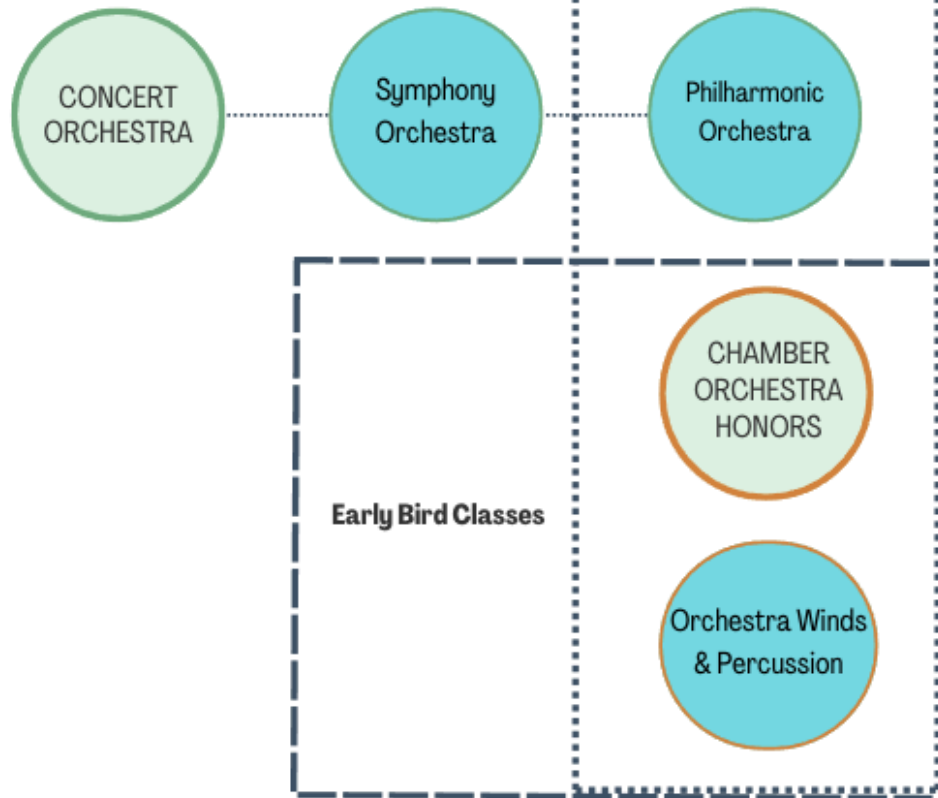 CONCERT
ORCHESTRA
Symphony
Orchestra
Philharmonic
Orchestra
CHAMBER
ORCHESTRA
HONORS
Early Bird Classes
Orchestra Winds
& Percussion